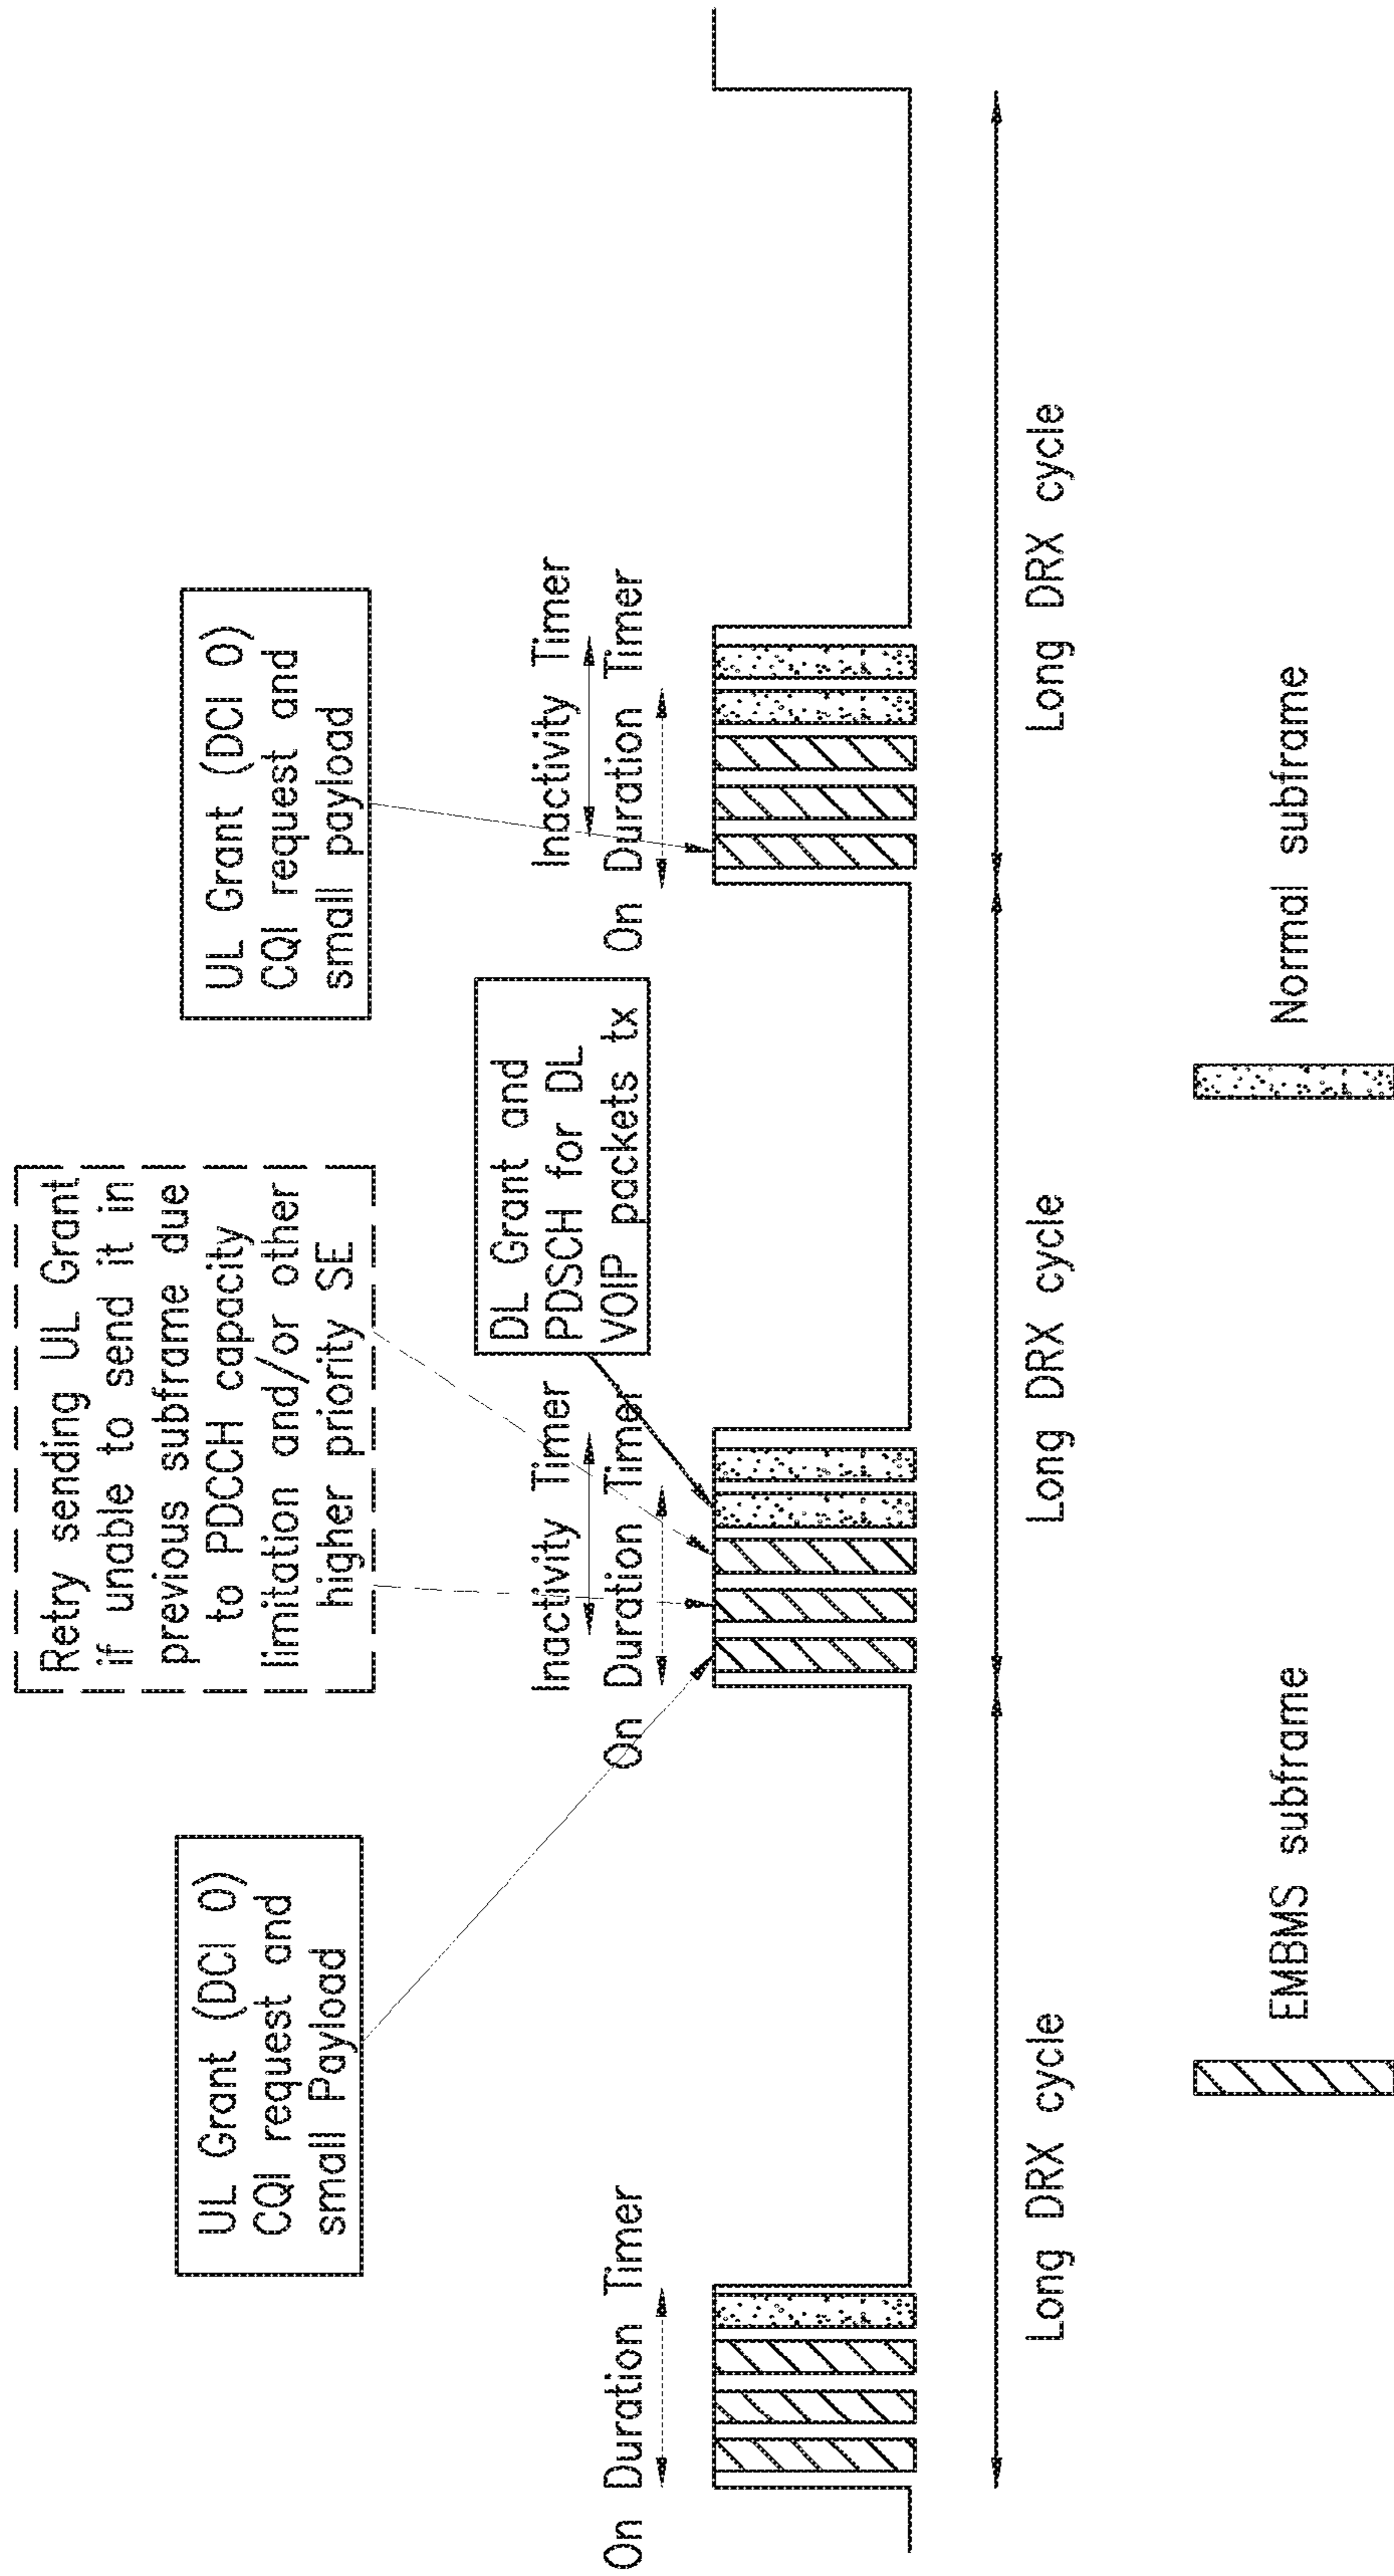 Retry sending UL Grant
if unable to send it in
previous subframe due
to PDCCH capacity
limitation and/or other
higher priority SE
UL Grant (DCI 0)
CQI request and
small Payload
UL Grant (DCI 0)
CQI request and
small payload
DL Grant and
PDSCH for DL
VOIP packets tx
On Duration Timer
Inactivity Timer
On Duration Timer
Inactivity Timer
On Duration Timer
Long DRX cycle
Long DRX cycle
Long DRX cycle
EMBMS subframe
Normal subframe